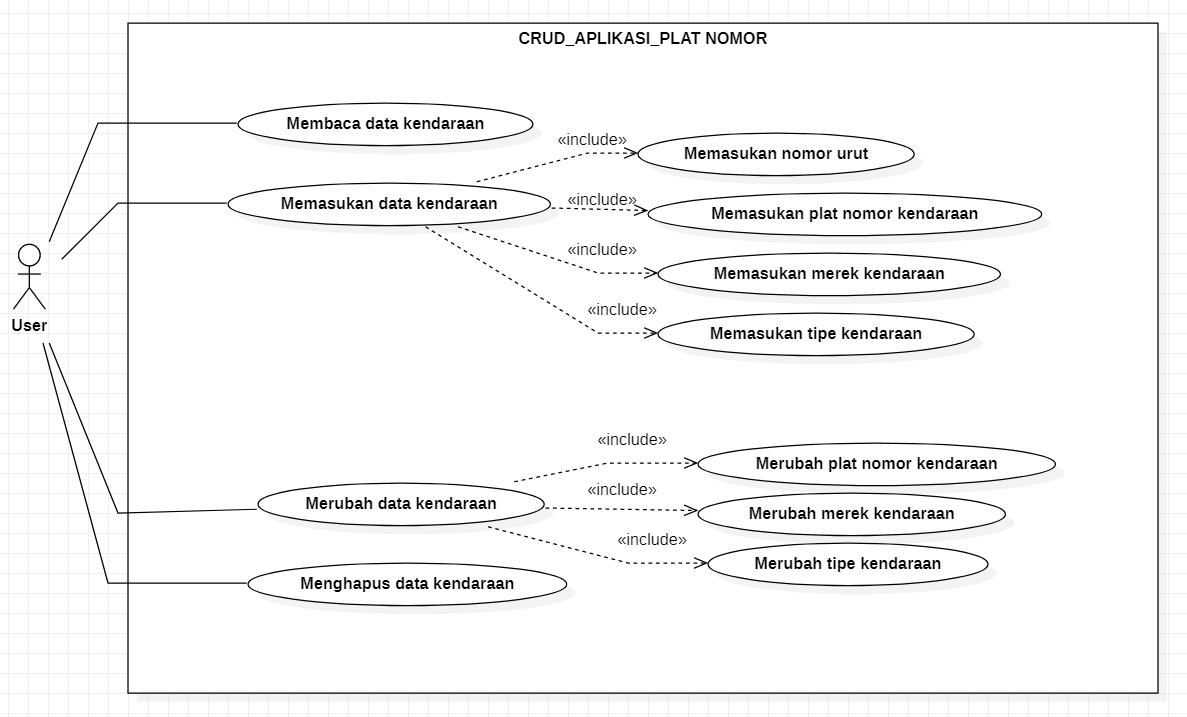 CRUD_APLIKASI_PLAT NOMOR
Membaca data kendaraan
«include»
Memasukan nomor urut
Memasukan data kendaraan
«include»
Memasukan plat nomor kendaraan
«include»
Memasukan merek kendaraan
«include»
Memasukan tipe kendaraan
User
«include»
Merubah plat nomor kendaraan
Merubah data kendaraan
«include»
Merubah merek kendaraan
«include»
Merubah tipe kendaraan
Menghapus data kendaraan